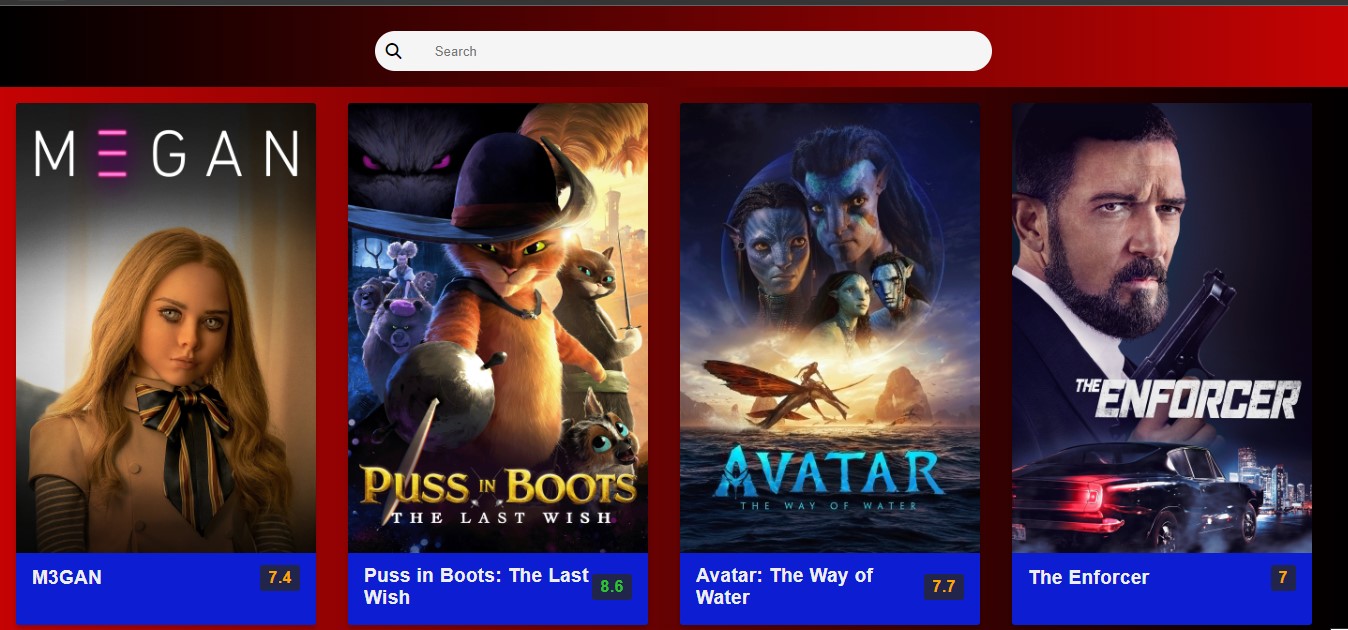 Search
MEGAN
PUSS IN BOOTS
THE LAST WISH
AVATAR
THE WAY OF WATER
THE
ENFORCER
M3GAN
7.4
Puss in Boots: The Last
Wish
8.6
Avatar: The Way of
Water
7.7
The Enforcer
7